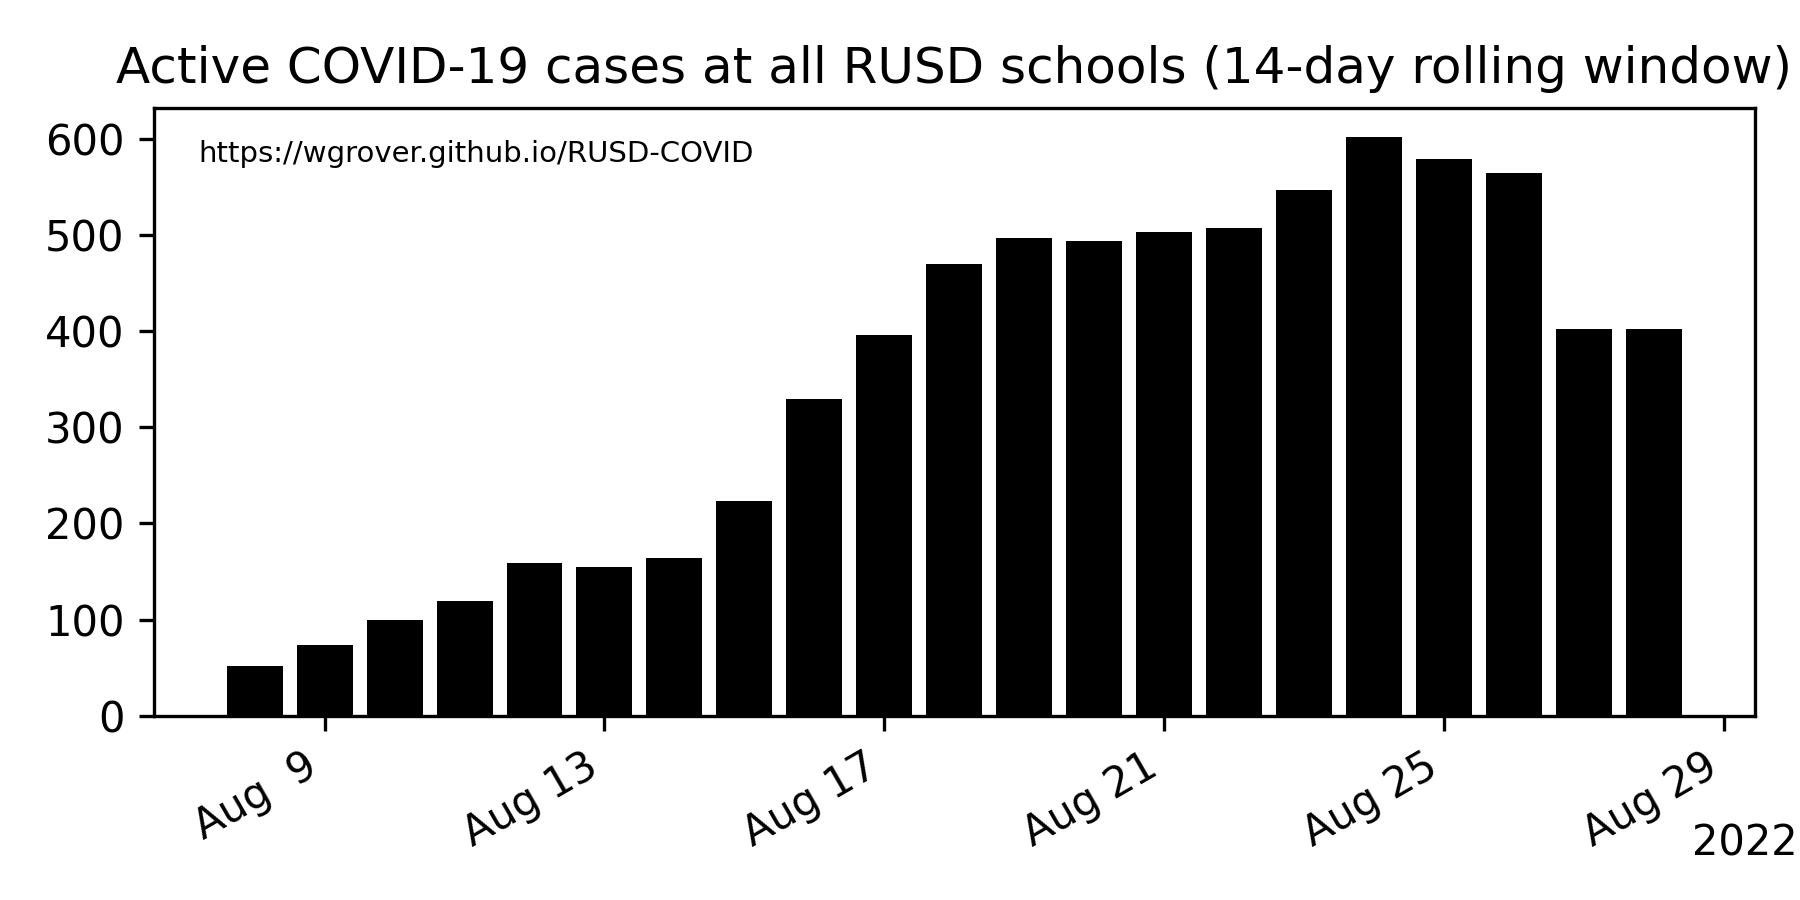 Active COVID-19 cases at all RUSD schools (14-day rolling window)
https://wgrover.github.io/RUSD-COVID
600
500
400
300
200
100
0
Aug 9
Aug 13
Aug 17
Aug 21
Aug 25
Aug 29
2022